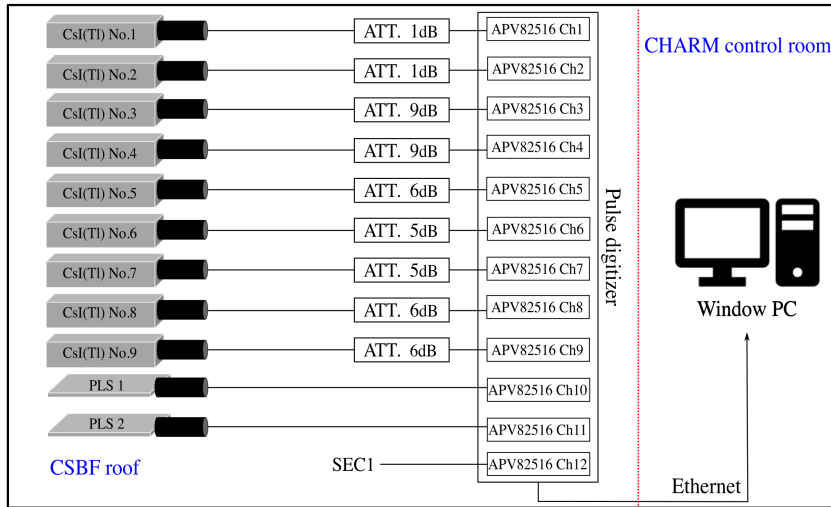 CsI(Tl) No.1 ATT. 1dB APV82516 Ch1
CHARM control room
CsI(Tl) No.2 ATT. 1dB APV82516 Ch2
CsI(Tl) No.3 ATT. 9dB APV82516 Ch3
CsI(Tl) No.4 ATT. 9dB APV82516 Ch4
CsI(Tl) No.5 ATT. 6dB APV82516 Ch5
CsI(Tl) No.6 ATT. 5dB APV82516 Ch6
CsI(Tl) No.7 ATT. 5dB APV82516 Ch7
CsI(Tl) No.8 ATT. 6dB APV82516 Ch8
CsI(Tl) No.9 ATT. 6dB APV82516 Ch9
PLS 1 APV82516 Ch10
PLS 2 APV82516 Ch11
CSBF roof SEC1 APV82516 Ch12
Pulse digitizer
Window PC
Ethernet